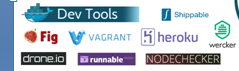 Dev Tools
Shippable
Fig
VAGRANT
heroku
wercker
drone.io
runnable
NODECHECKER